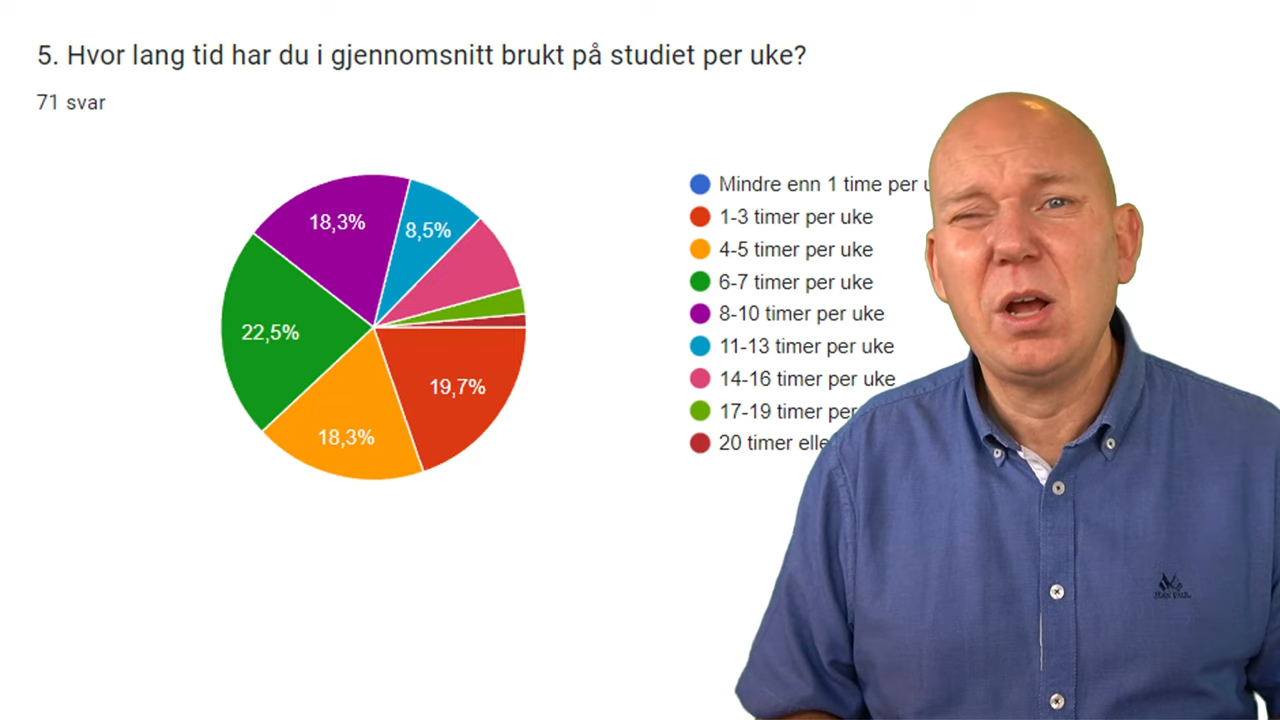 5. Hvor lang tid har du i gjennomsnitt brukt på studiet per uke?
71 svar
18,3%
8,5%
22,5%
19,7%
18,3%
Mindre enn 1 time per
1-3 timer per uke
4-5 timer per uke
6-7 timer per uke
8-10 timer per uke
11-13 timer per uke
14-16 timer per uke
17-19 timer per
20 timer
JEAN PAUL